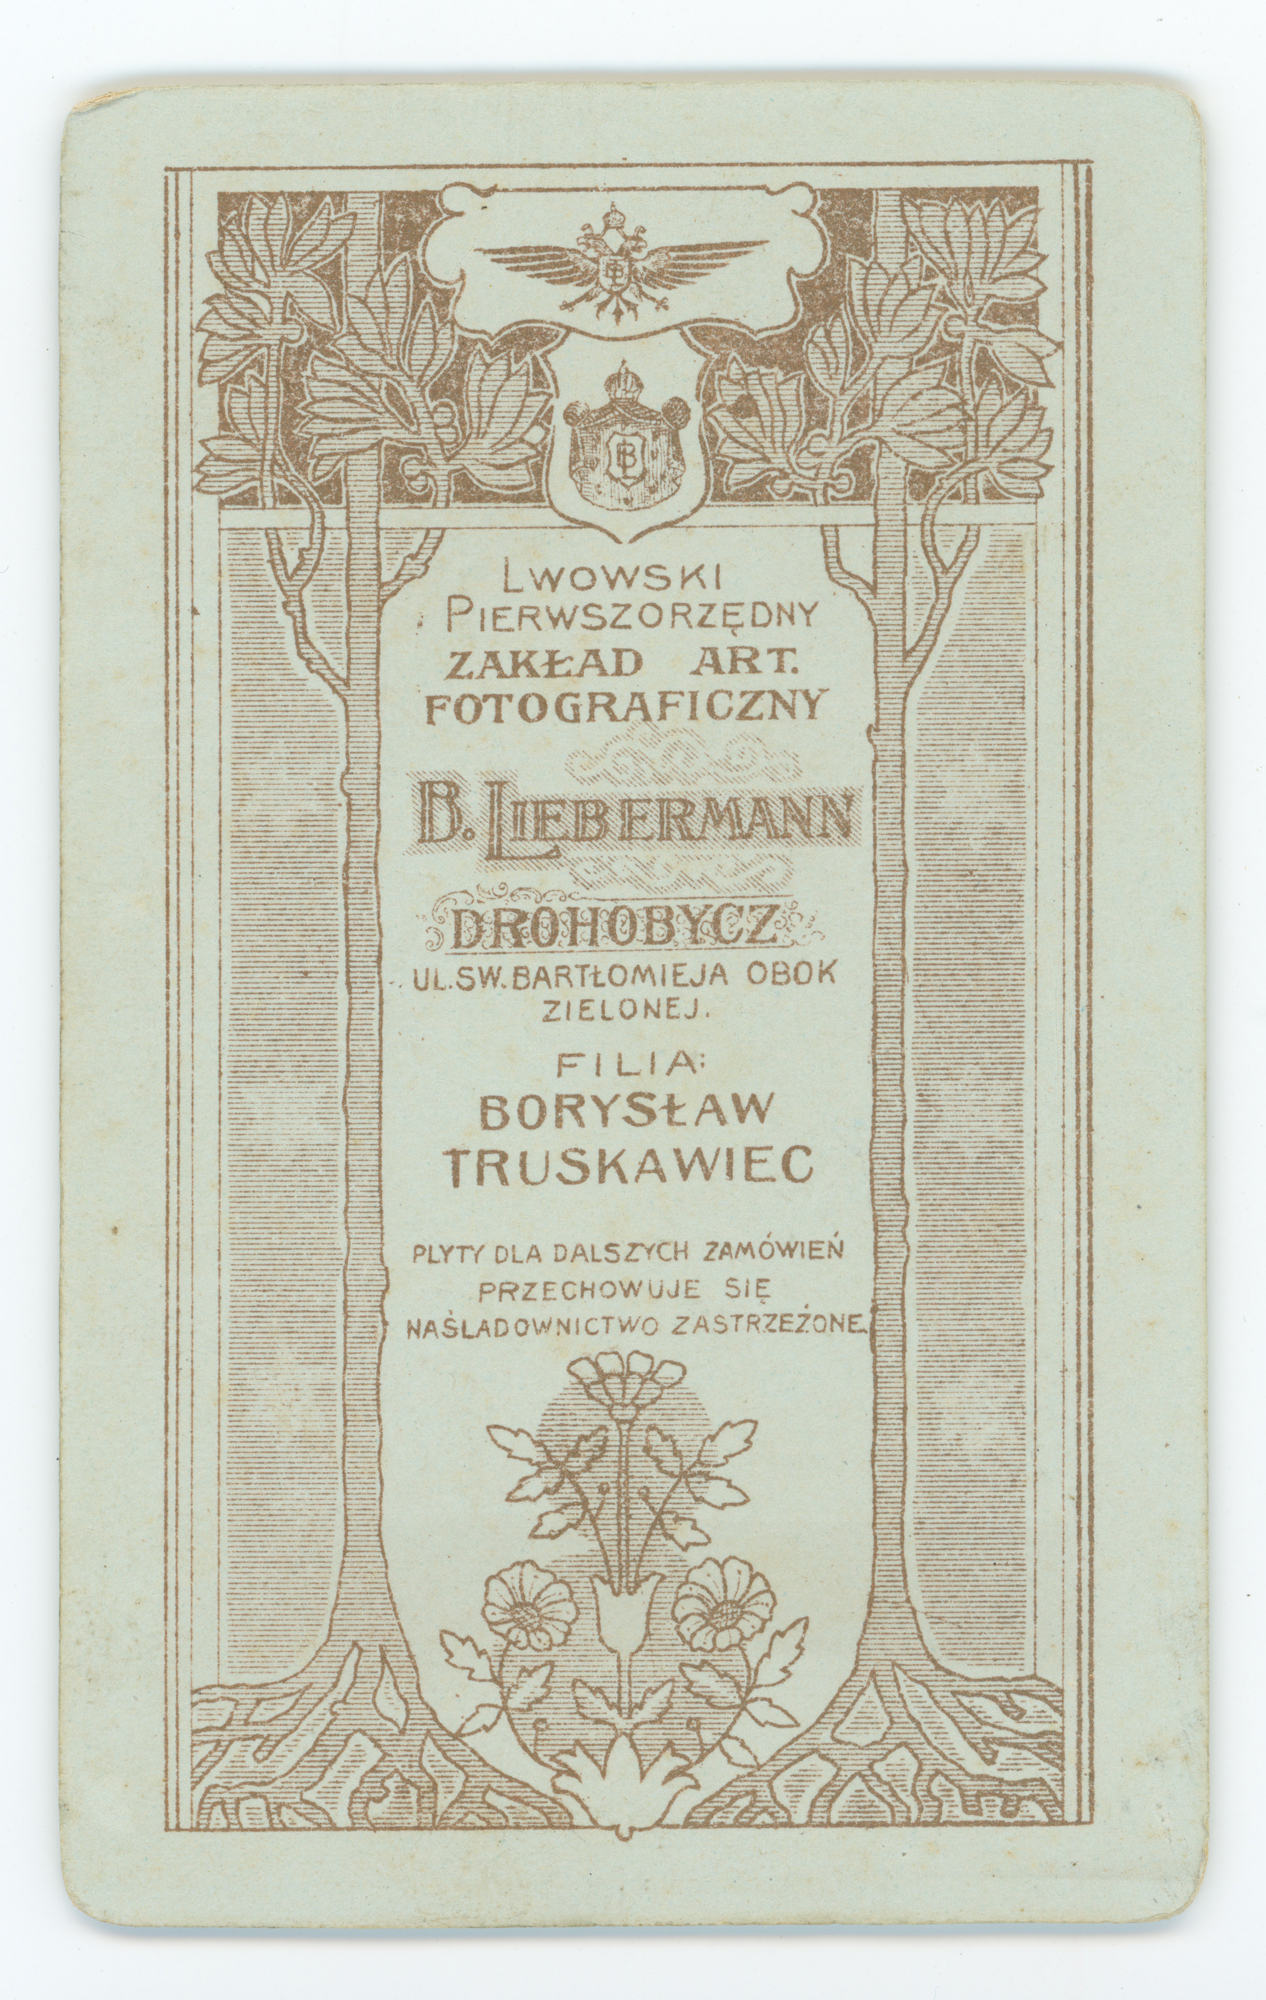 LWOWSKI
PIERWSZORZĘDNY
ZAKŁAD ART.
FOTOGRAFICZNY
B. LIEBERMANN
DROHOBYCZ
UL. SW. BARTŁOMIEJA OBOK
ZIELONEJ.
FILIA:
BORYSŁAW
TRUSKAWIEC
PLYTY DLA DALSZYCH ZAMÓWIEŃ
PRZECHOWUJE SIĘ
NAŚLADOWNICTWO ZASTRZEŻONE.